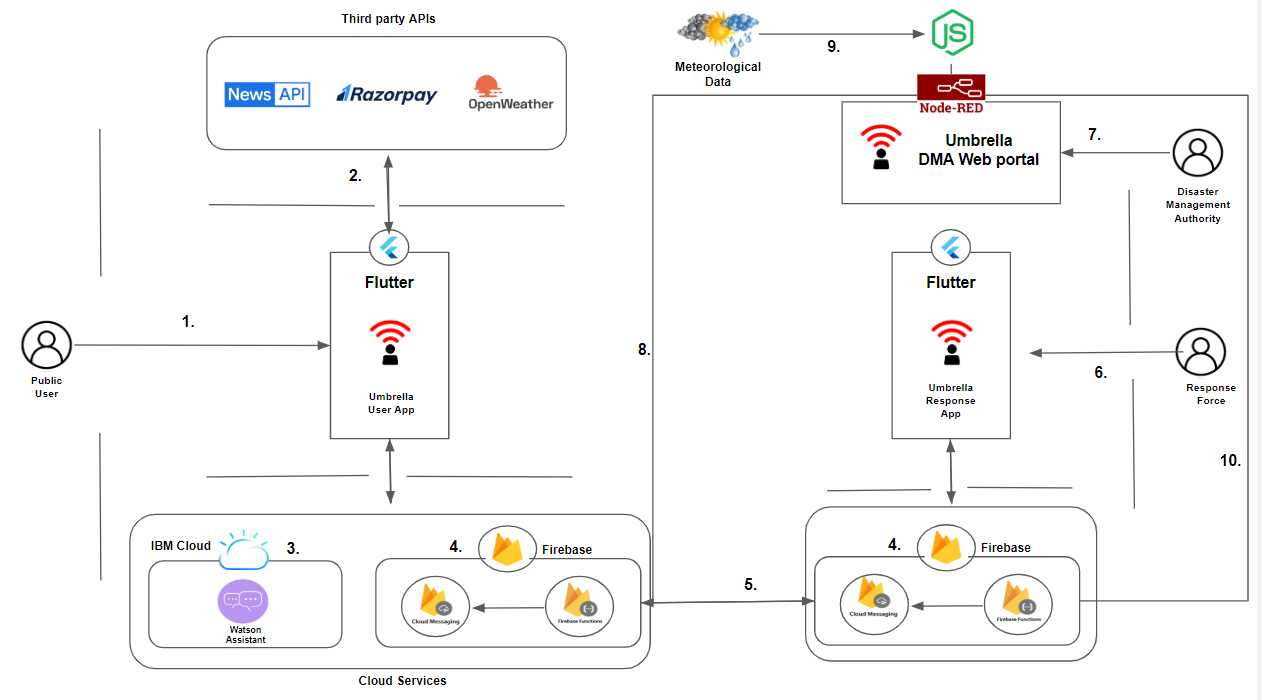 Third party APIs
News API
Razorpay
OpenWeather
2.
Flutter
Umbrella
User App
1.
Public
User
IBM Cloud
3.
Watson
Assistant
4.
Firebase
Cloud Messaging
Firebase Functions
Cloud Services
5.
8.
Meteorological
Data
9.
JS
Node-RED
Umbrella
DMA Web portal
7.
Disaster
Management
Authority
Flutter
Umbrella
Response
App
6.
Response
Force
10.
4.
Firebase
Cloud Messaging
Firebase Functions